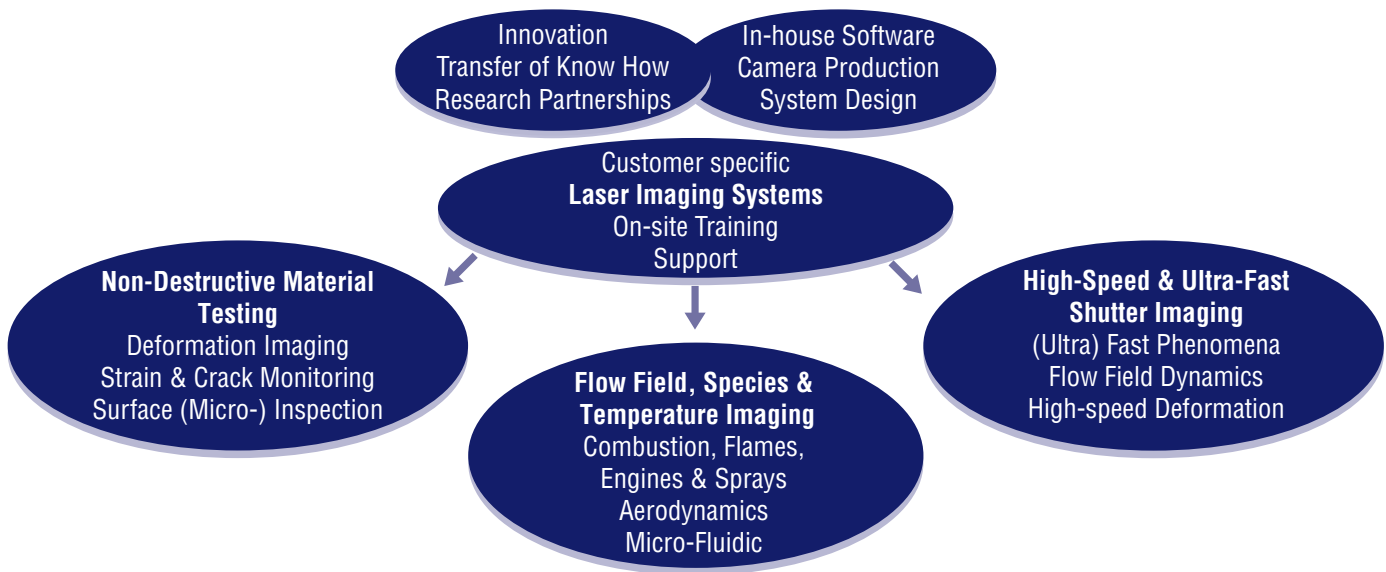 Innovation
Transfer of Know How
Research Partnerships
In-house Software
Camera Production
System Design
Customer specific
Laser Imaging Systems
On-site Training
Support
Non-Destructive Material
Testing
Deformation Imaging
Strain & Crack Monitoring
Surface (Micro-) Inspection
Flow Field, Species &
Temperature Imaging
Combustion, Flames,
Engines & Sprays
Aerodynamics
Micro-Fluidic
High-Speed & Ultra-Fast
Shutter Imaging
(Ultra) Fast Phenomena
Flow Field Dynamics
High-speed Deformation